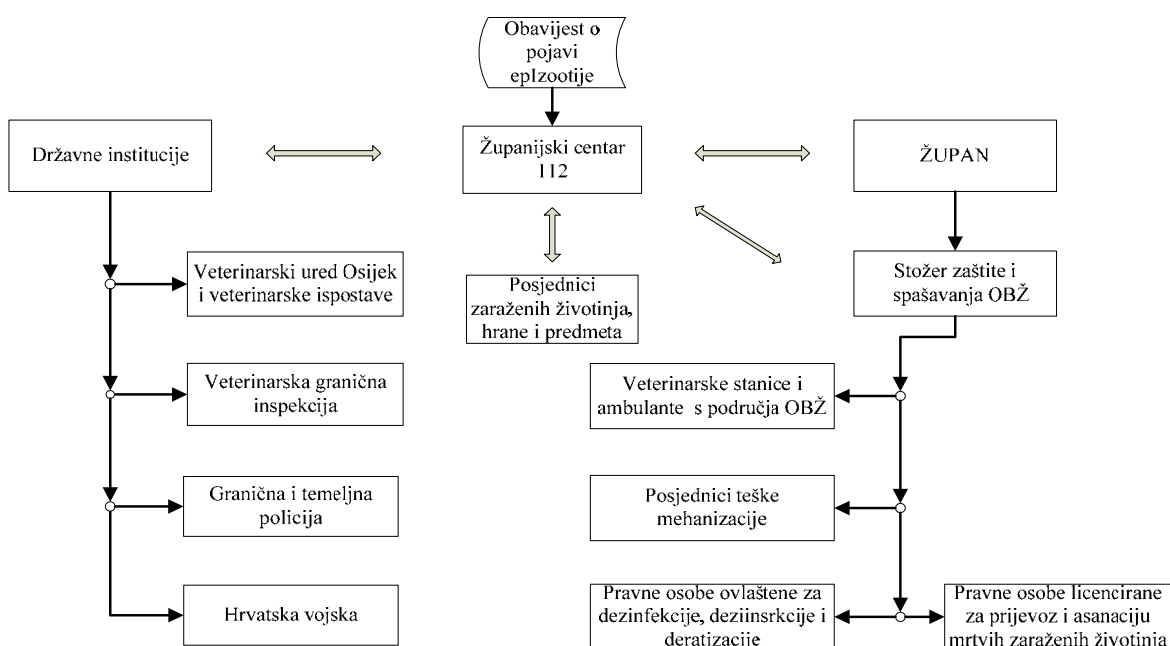 Obavijest o
pojavi
epIzootije
Državne institucije
Županijski centar
112
ŽUPAN
Veterinarski ured Osijek
i veterinarske ispostave
Posjednici
zaraženih životinja,
hrane i predmeta
Stožer zaštite i
spašavanja OBŽ
Veterinarska granična
inspekcija
Veterinarske stanice i
ambulante s područja OBŽ
Granična i temeljna
policija
Posjednici teške
mehanizacije
Hrvatska vojska
Pravne osobe ovlaštene za
dezinfekcije, deziinsrkcije i
deratizacije
Pravne osobe licencirane
za prijevoz i asanaciju
mrtvih zaraženih životinja